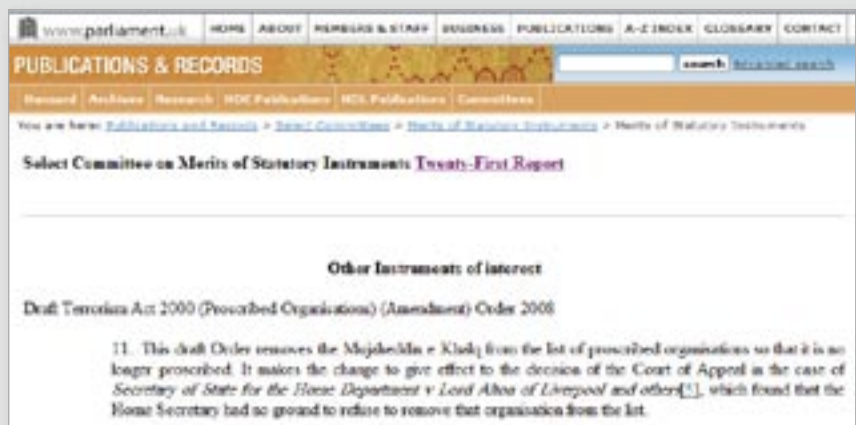 www.parliament.uk HOME ABOUT MEMBERS & STAFF BUSINESS PUBLICATIONS A-Z INDEX GLOSSARY CONTACT
PUBLICATIONS & RECORDS search Advanced search
Hansard Archives Research HOC Publications HOL Publications Committees
You are here: Publications and Records > Select Committees > Merits of Statutory Instruments > Merits of Statutory Instruments
Select Committee on Merits of Statutory Instruments Twenty-First Report
Other Instruments of interest
Draft Terrorism Act 2000 (Proscribed Organisations) (Amendment) Order 2008
11. This draft Order removes the Mujaheddin e Khalq from the list of proscribed organisations so that it is no
longer proscribed. It makes the change to give effect to the decision of the Court of Appeal in the case of
Secretary of State for the Home Department v Lord Alton of Liverpool and others, which found that the
Home Secretary had no ground to refuse to remove that organisation from the list.